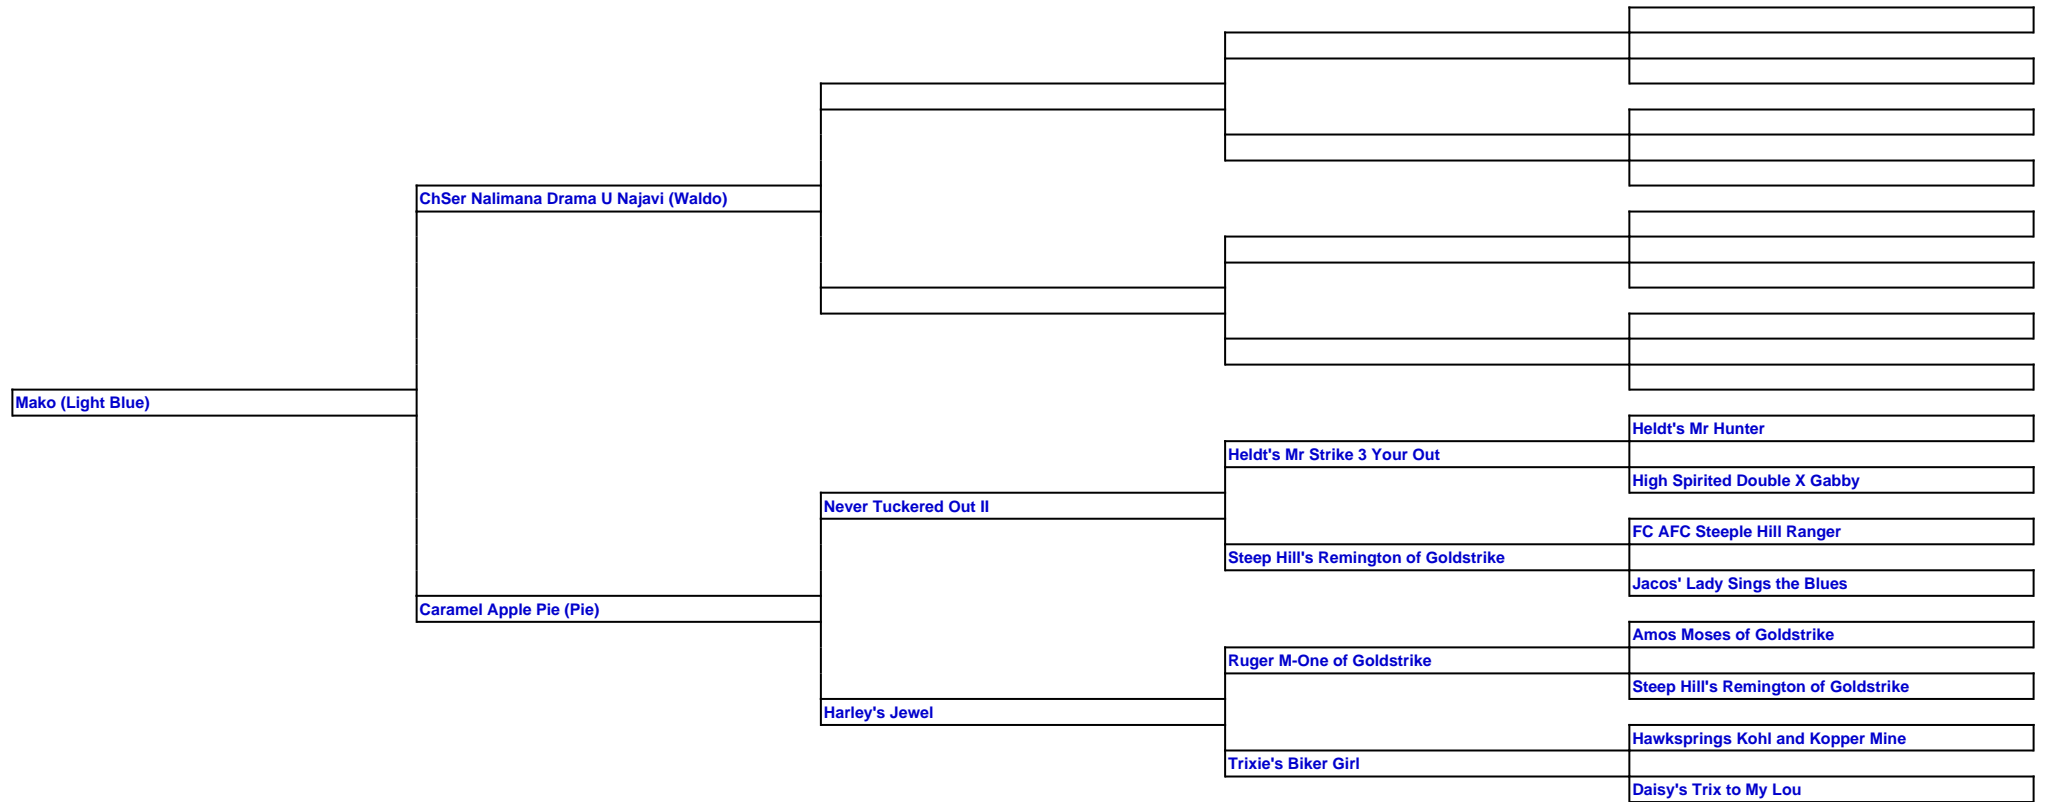 ChSer Nalimana Drama U Najavi (Waldo)
Mako (Light Blue)
Heldt's Mr Hunter
Heldt's Mr Strike 3 Your Out
High Spirited Double X Gabby
Never Tuckered Out II
FC AFC Steeple Hill Ranger
Steep Hill's Remington of Goldstrike
Jacos' Lady Sings the Blues
Caramel Apple Pie (Pie)
Amos Moses of Goldstrike
Ruger M-One of Goldstrike
Steep Hill's Remington of Goldstrike
Harley's Jewel
Hawksprings Kohl and Kopper Mine
Trixie's Biker Girl
Daisy's Trix to My Lou